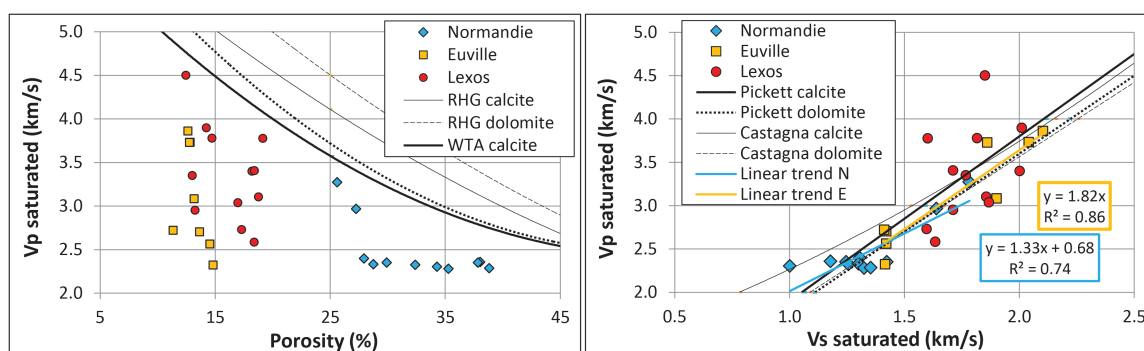 Vp saturated (km/s)
5.0
4.5
4.0
3.5
3.0
2.5
2.0
5
15
25
35
45
Porosity (%)
Normandie
Euville
Lexos
RHG calcite
RHG dolomite
WTA calcite
Vp saturated (km/s)
5.0
4.5
4.0
3.5
3.0
2.5
2.0
0.5
1.0
1.5
2.0
2.5
Vs saturated (km/s)
Normandie
Euville
Lexos
Pickett calcite
Pickett dolomite
Castagna calcite
Castagna dolomite
Linear trend N
Linear trend E
y = 1.82x
R² = 0.86
y = 1.33x + 0.68
R² = 0.74